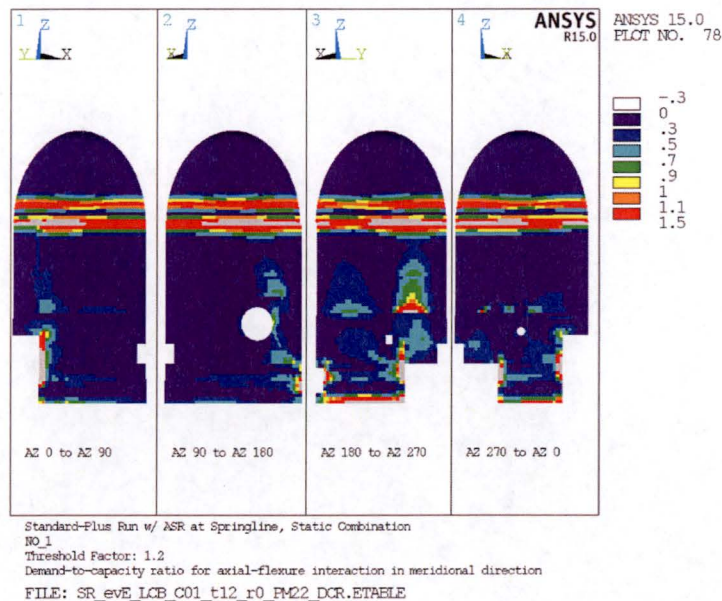 1
Z
Y
X
2
Z
X
3
Z
X
Y
4
Z
X
ANSYS
R15.0
ANSYS 15.0
PLOT NO. 78
-.3
0
.3
.5
.7
.9
1
1.1
1.5
AZ 0 to AZ 90
AZ 90 to AZ 180
AZ 180 to AZ 270
AZ 270 to AZ 0
Standard-Plus Run w/ ASR at Springline, Static Combination
NO_1
Threshold Factor: 1.2
Demand-to-capacity ratio for axial-flexure interaction in meridional direction
FILE: SR_evE_LCB_C01_t12_r0_PM22_DCR.ETABLE